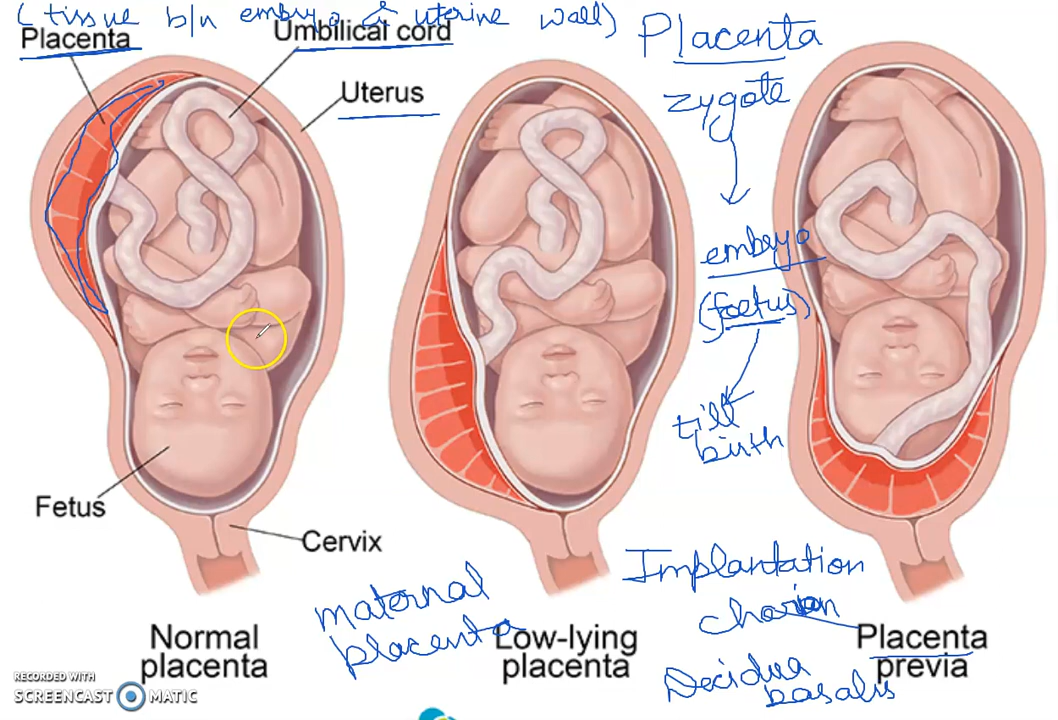 (tissue b/n embryo & uterine wall)
Placenta
Umbilical cord
Uterus
Placenta
zygote
embryo
(foetus)
till
birth
Fetus
Cervix
Implantation
chorion
maternal
placenta
Decidua
basalis
Normal
placenta
Low-lying
placenta
Placenta
previa
RECORDED WITH
SCREENCAST MATIC